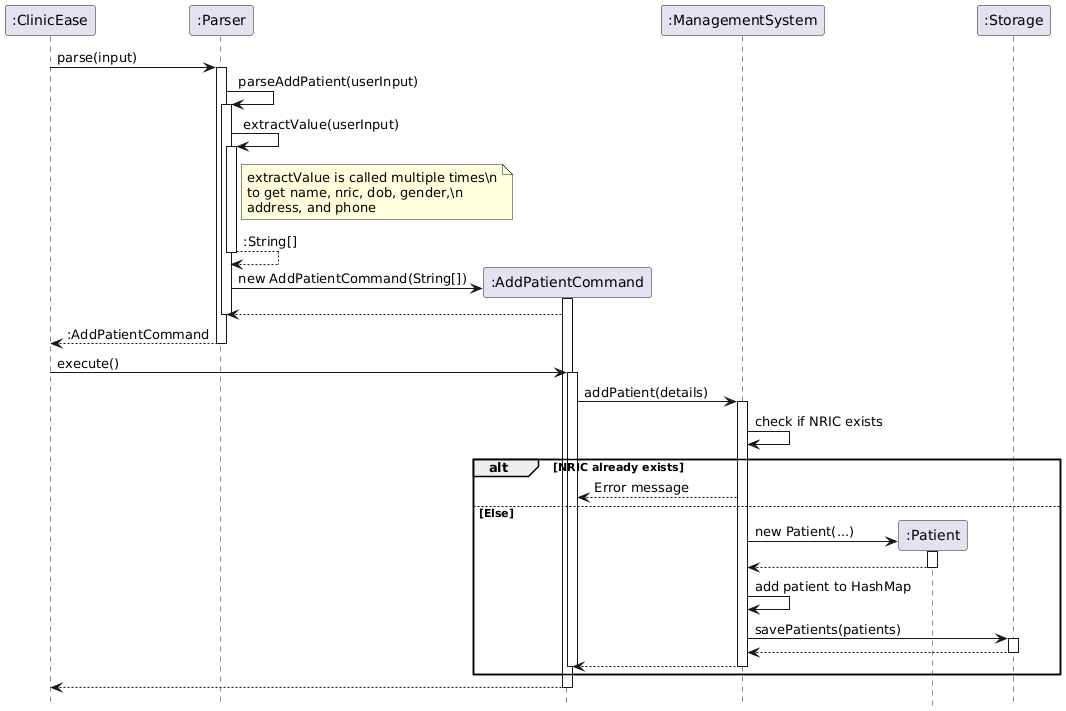 :ClinicEase
:Parser
:ManagementSystem
:Storage
parse(input)
parseAddPatient(userInput)
extractValue(userInput)
extractValue is called multiple times\n
to get name, nric, dob, gender,\n
address, and phone
:String[]
new AddPatientCommand(String[])
:AddPatientCommand
:AddPatientCommand
execute()
addPatient(details)
check if NRIC exists
alt
[NRIC already exists]
Error message
[Else]
new Patient(...)
:Patient
add patient to HashMap
savePatients(patients)